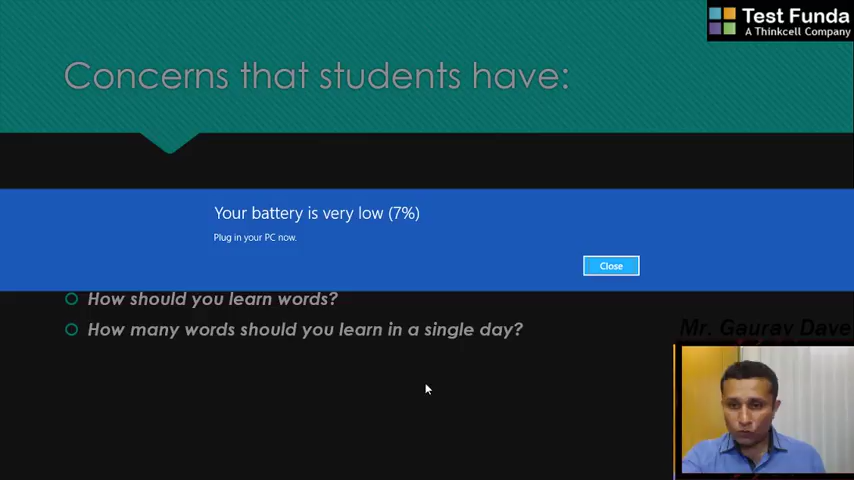 Test Funda
A Thinkcell Company
Concerns that students have:
Your battery is very low (7%)
Plug in your PC now.
Close
How should you learn words?
How many words should you learn in a single day?
Mr. Gaurav Dave